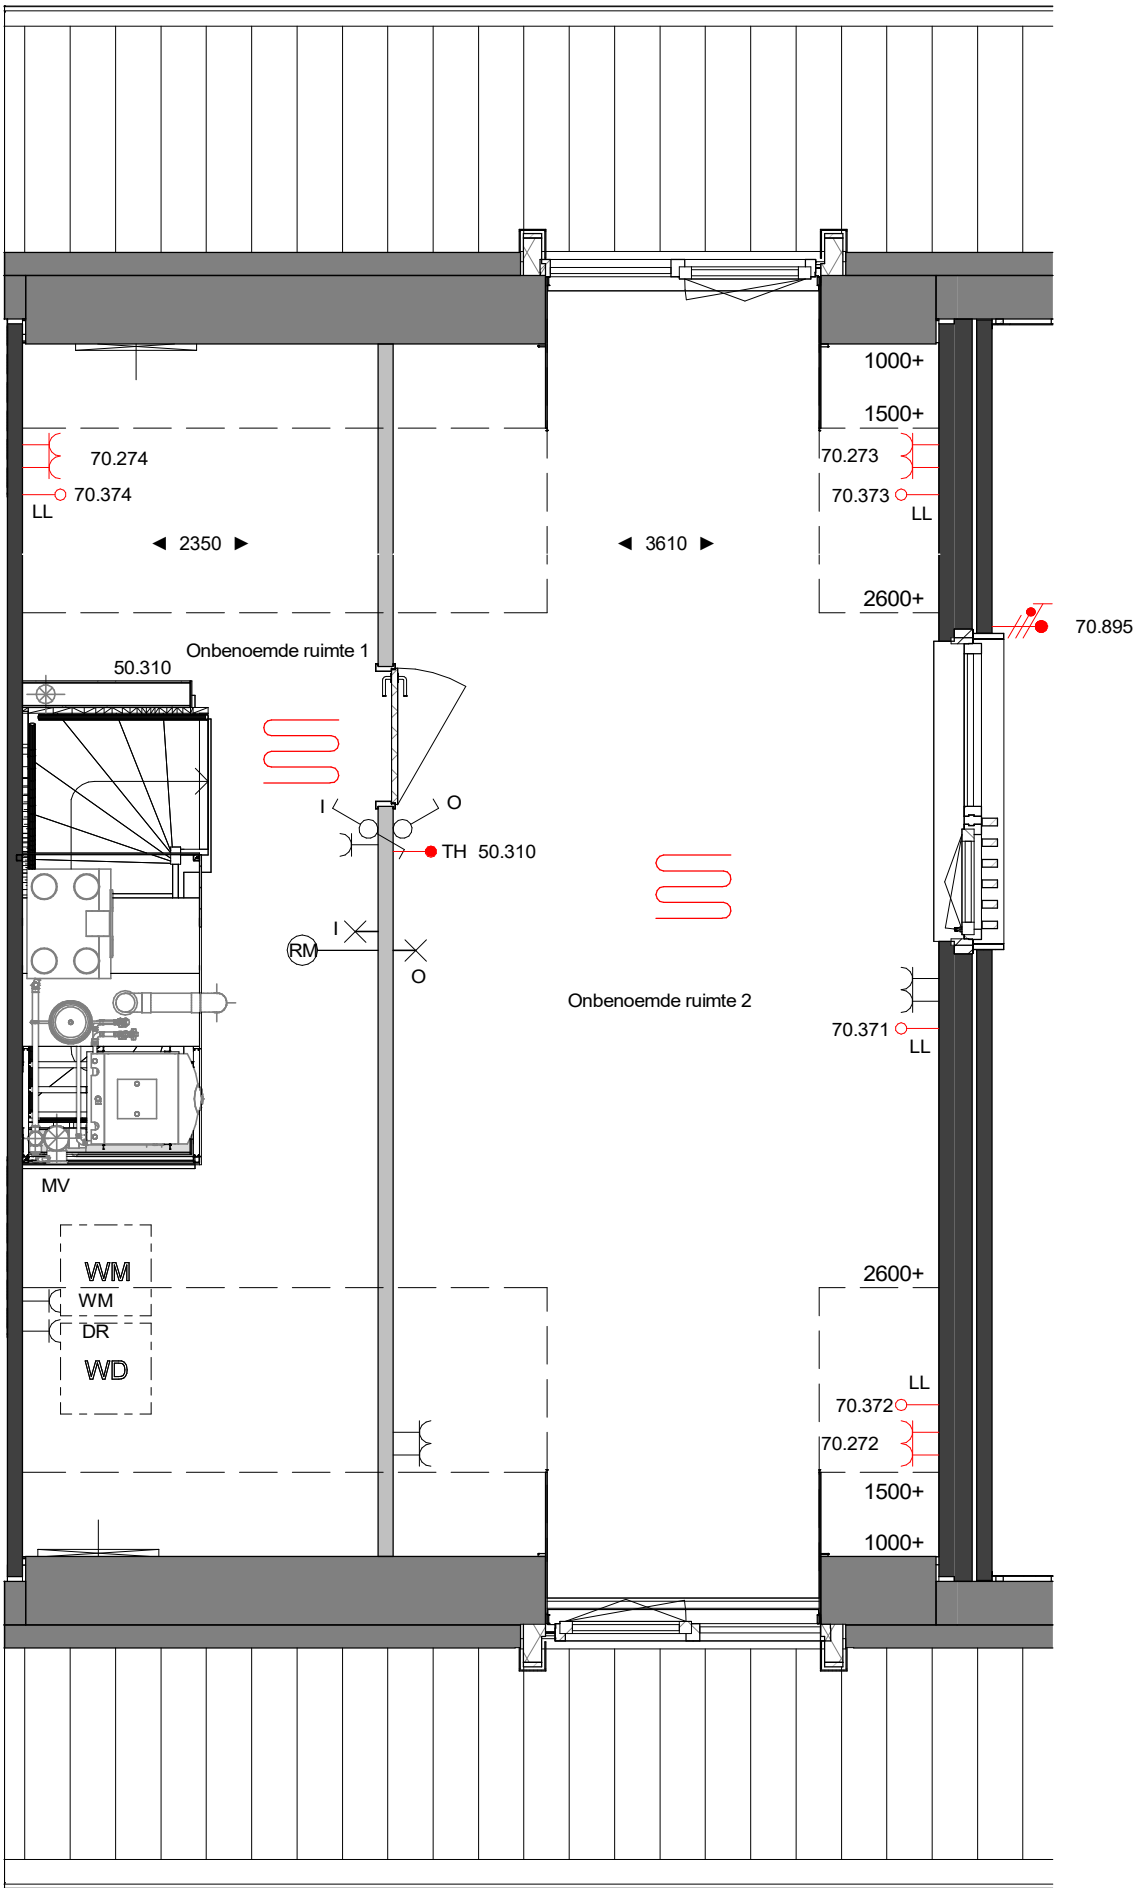 1000+
1500+
70.274
70.273
70.374
70.373
LL
LL
2350
3610
2600+
70.895
Onbenoemde ruimte 1
50.310
I
O
TH 50.310
I
RM
O
Onbenoemde ruimte 2
70.371
LL
MV
WM
2600+
WM
DR
WD
LL
70.372
70.272
1500+
1000+